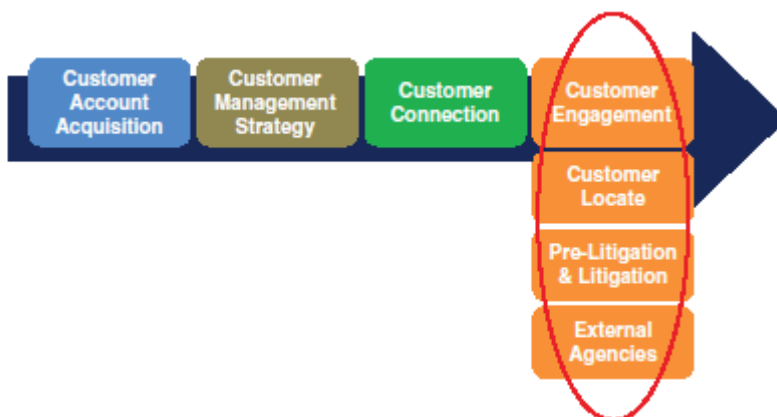 Customer
Account
Acquisition
Customer
Management
Strategy
Customer
Connection
Customer
Engagement
Customer
Locate
Pre-Litigation
& Litigation
External
Agencies